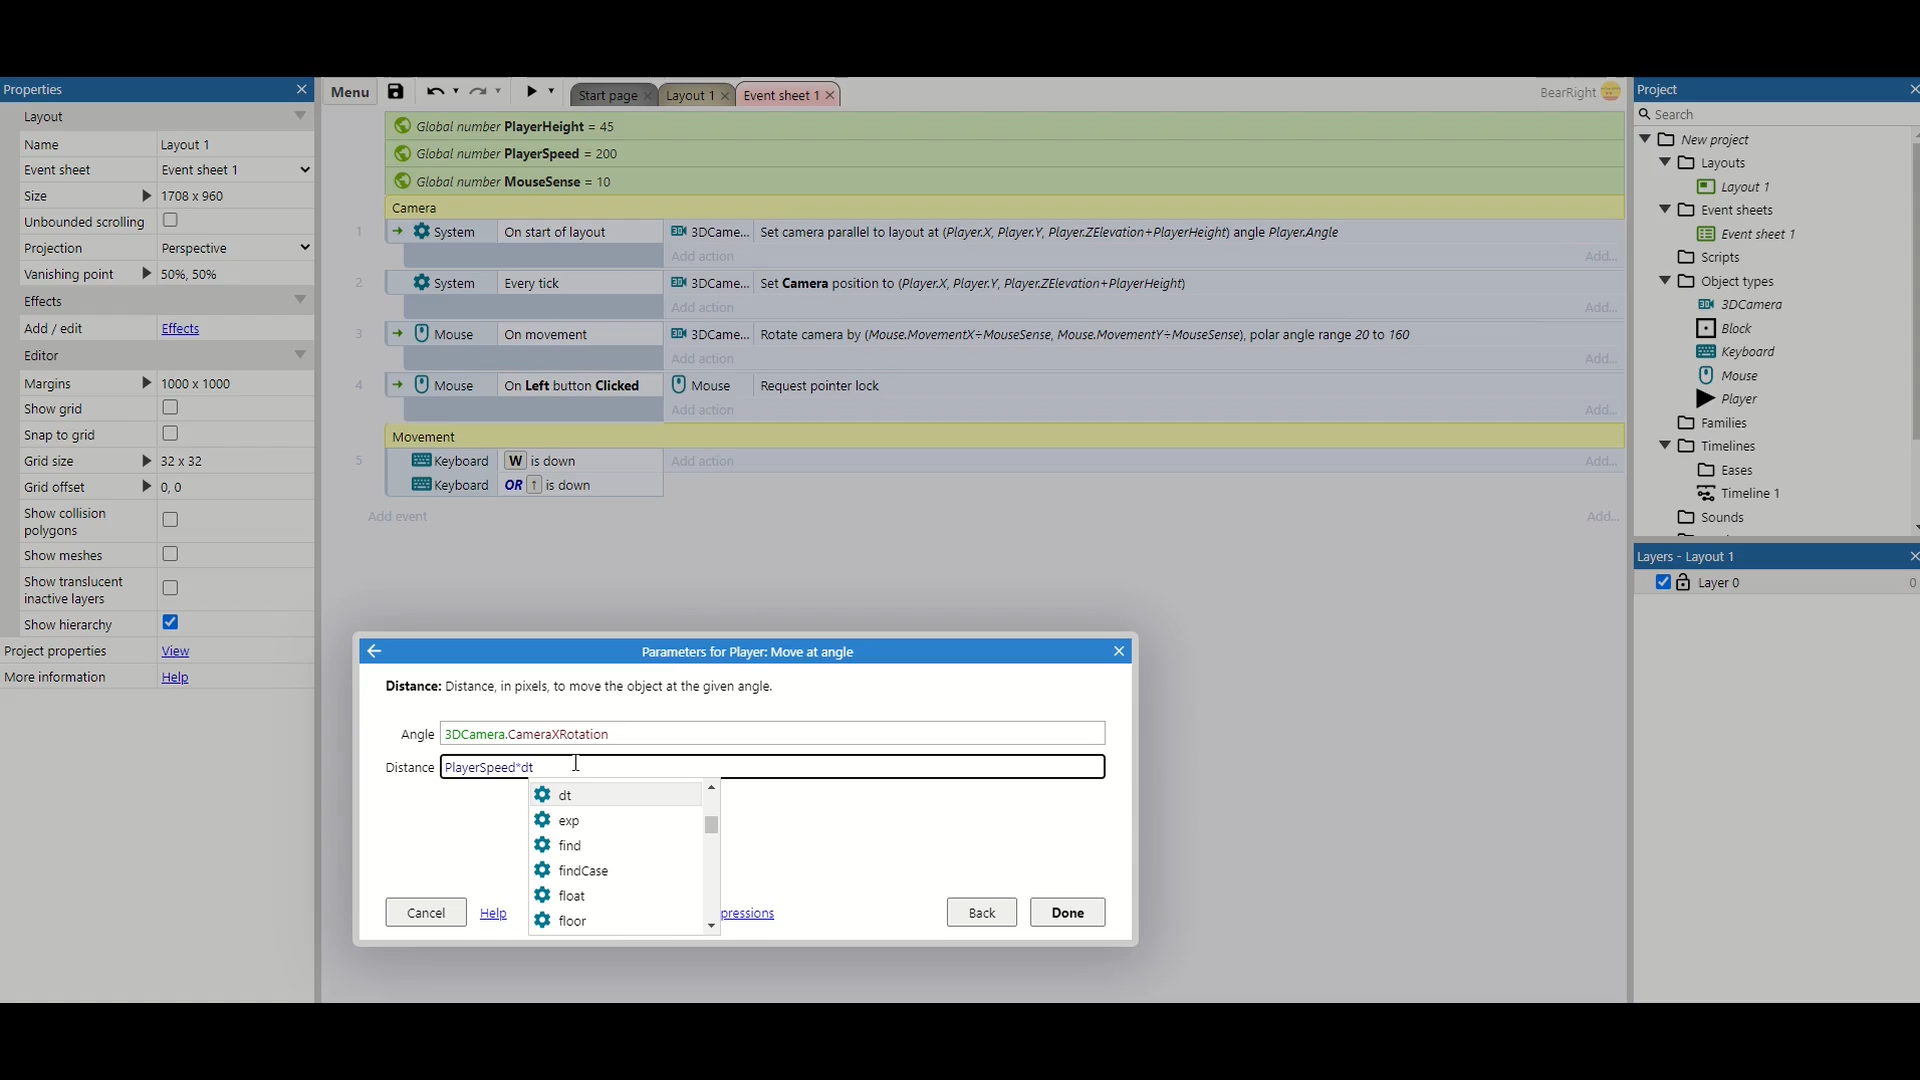 Properties
Layout
Name Layout 1
Event sheet Event sheet 1
Size 1708 x 960
Unbounded scrolling
Projection Perspective
Vanishing point 50%, 50%
Effects
Add / edit Effects
Editor
Margins 1000 x 1000
Show grid
Snap to grid
Grid size 32 x 32
Grid offset 0, 0
Show collision
polygons
Show meshes
Show translucent
inactive layers
Show hierarchy
Project properties View
More information Help
Menu
Start page
Layout 1
Event sheet 1
BearRight
Global number PlayerHeight = 45
Global number PlayerSpeed = 200
Global number MouseSense = 10
Camera
1 System On start of layout 3DCame... Set camera parallel to layout at (Player.X, Player.Y, Player.ZElevation+PlayerHeight) angle Player.Angle
Add action Add...
2 System Every tick 3DCame... Set Camera position to (Player.X, Player.Y, Player.ZElevation+PlayerHeight)
Add action Add...
3 Mouse On movement 3DCame... Rotate camera by (Mouse.MovementX÷MouseSense, Mouse.MovementY÷MouseSense), polar angle range 20 to 160
Add action Add...
4 Mouse On Left button Clicked Mouse Request pointer lock
Add action Add...
Movement
5 Keyboard W is down Add action Add...
Keyboard OR ↑ is down
Add event Add...
Parameters for Player: Move at angle
Distance: Distance, in pixels, to move the object at the given angle.
Angle 3DCamera.CameraXRotation
Distance PlayerSpeed*dt
dt
exp
find
findCase
float
floor
Cancel Help pressions Back Done
Project
Search
New project
Layouts
Layout 1
Event sheets
Event sheet 1
Scripts
Object types
3DCamera
Block
Keyboard
Mouse
Player
Families
Timelines
Eases
Timeline 1
Sounds
Layers - Layout 1
Layer 0 0